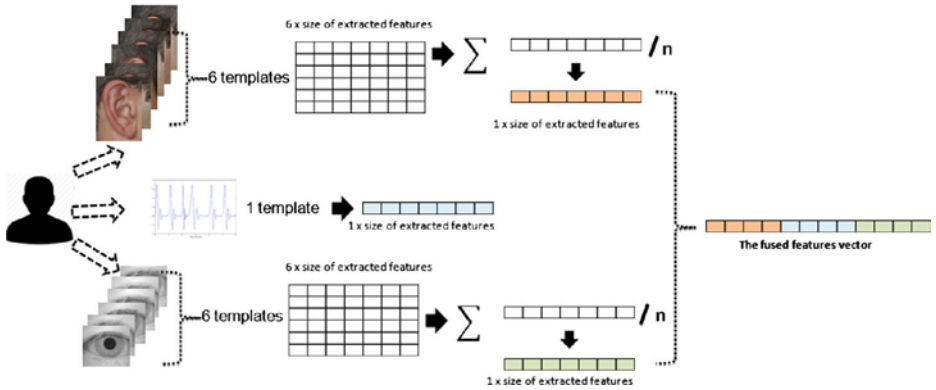 6 x size of extracted features
6 templates
Σ
/ n
1 x size of extracted features
1 template
1 x size of extracted features
The fused features vector
6 x size of extracted features
6 templates
Σ
/ n
1 x size of extracted features